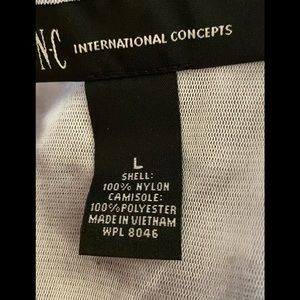 N·C INTERNATIONAL CONCEPTS
L
SHELL:
100% NYLON
CAMISOLE:
100%POLYESTER
MADE IN VIETNAM
WPL 8046